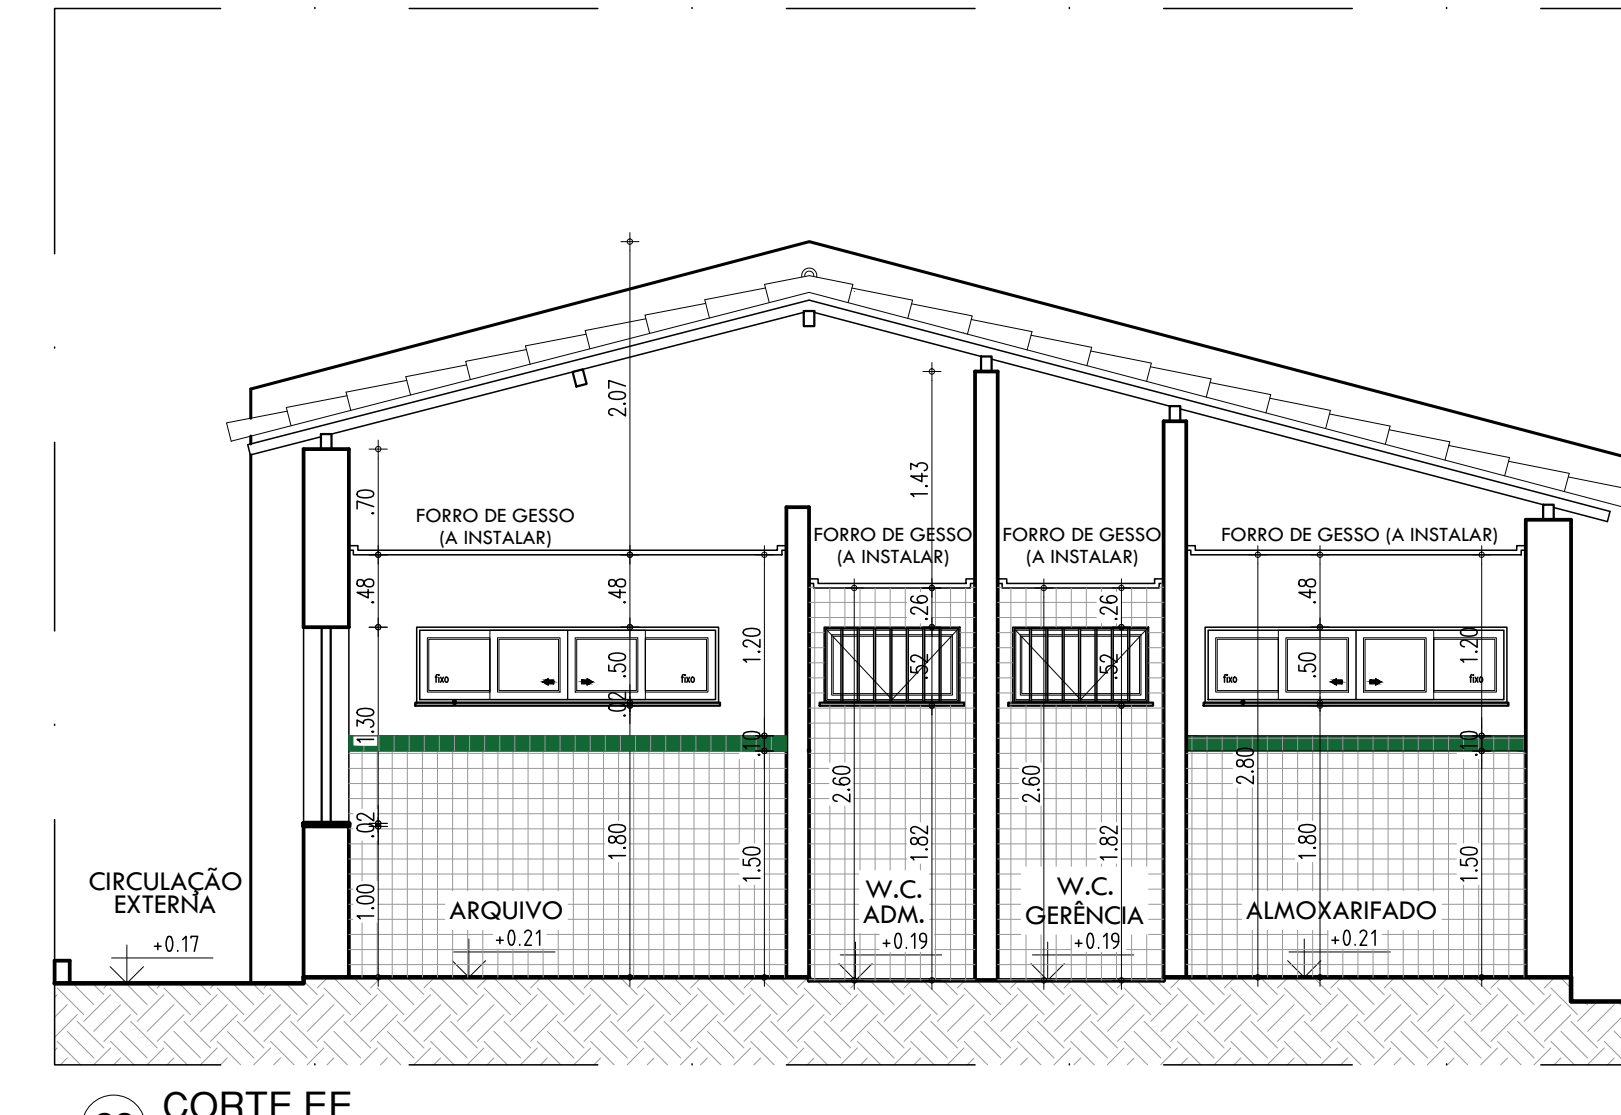 2.07
1.43
.70
FORRO DE GESSO
(A INSTALAR)
FORRO DE GESSO
(A INSTALAR)
FORRO DE GESSO
(A INSTALAR)
FORRO DE GESSO (A INSTALAR)
.48
.48
.26
.26
.48
1.20
1.20
fixo
fixo
fixo
fixo
.50
.52
.52
.50
.02
1.30
.10
.10
2.60
2.60
2.80
.02
1.80
1.50
1.82
1.82
1.80
1.50
1.00
CIRCULAÇÃO
EXTERNA
+0.17
ARQUIVO
+0.21
W.C.
ADM.
+0.19
W.C.
GERÊNCIA
+0.19
ALMOXARIFADO
+0.21